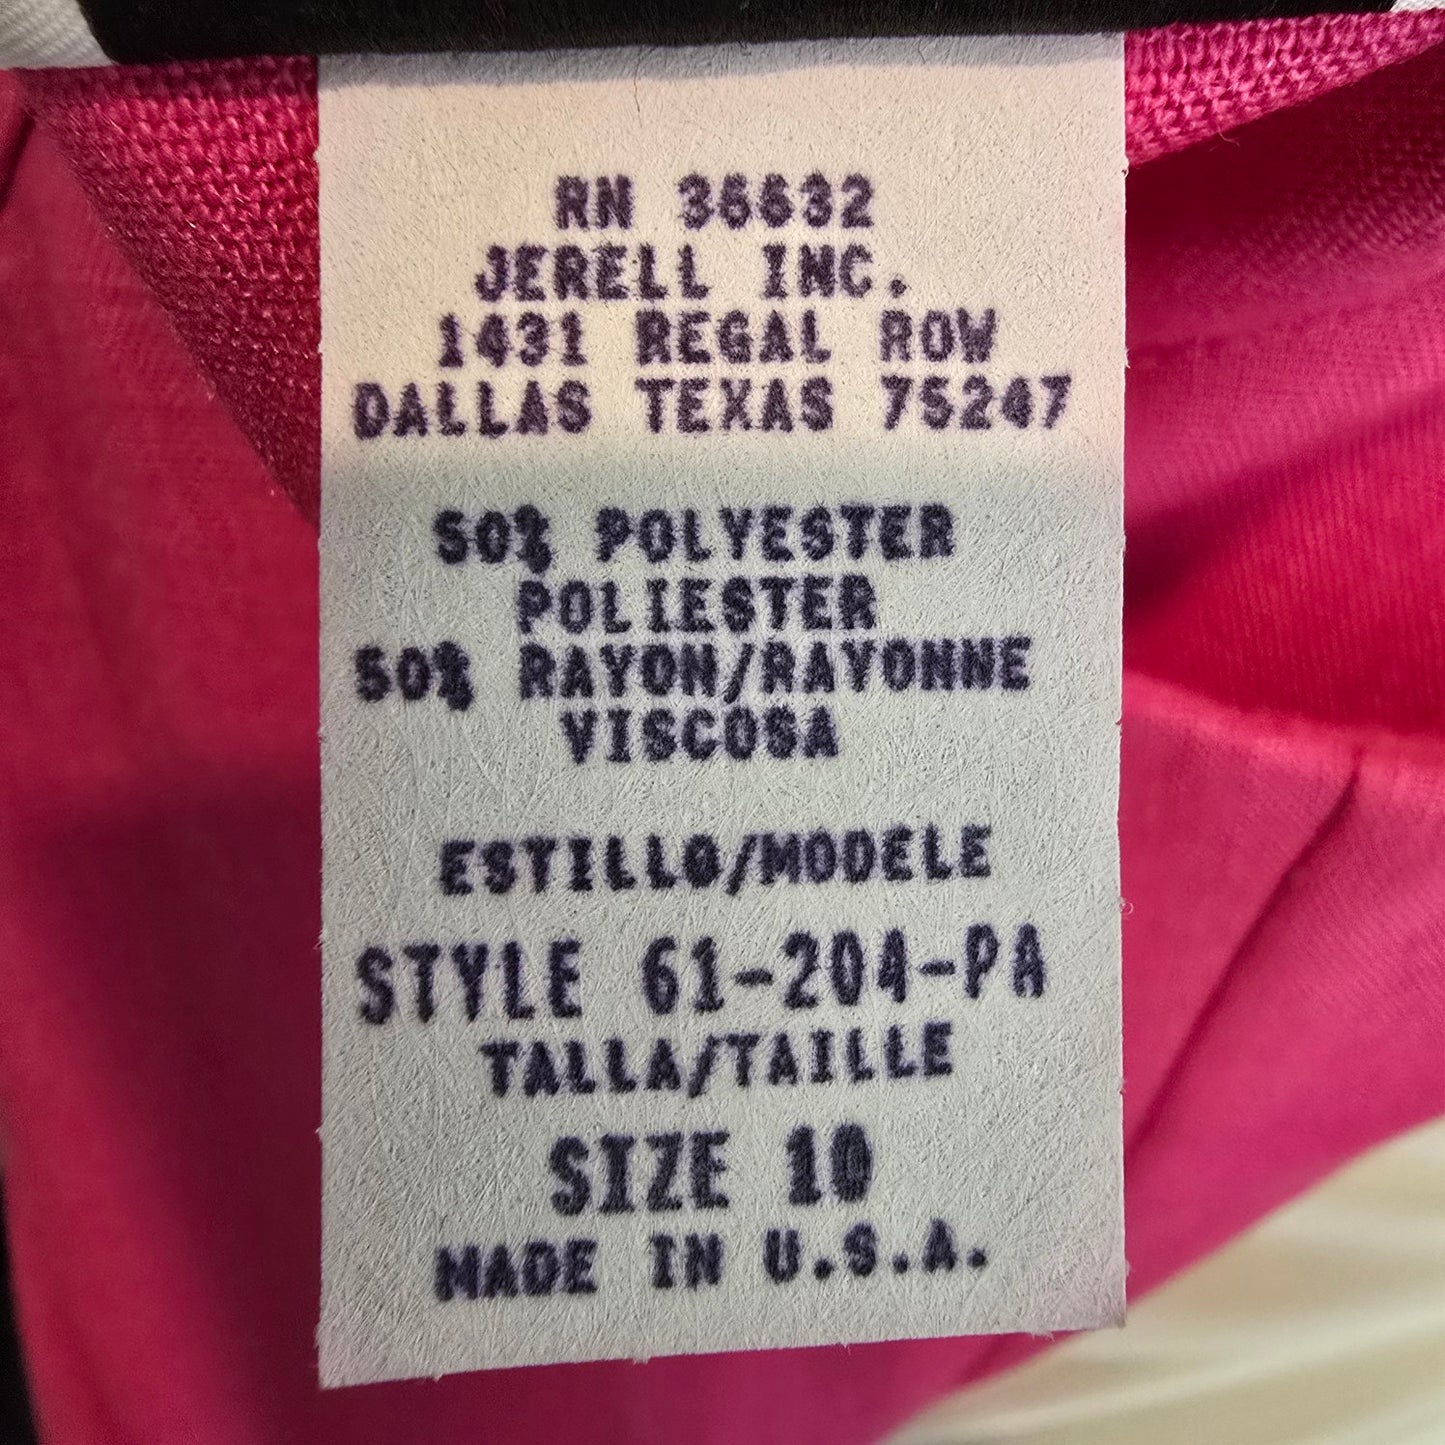 RN 36632
JERELL INC.
1431 REGAL ROW
DALLAS TEXAS 75247
50% POLYESTER
POLIESTER
50% RAYON/RAYONNE
VISCOSA
ESTILLO/MODELE
STYLE 61-204-PA
TALLA/TAILLE
SIZE 10
MADE IN U.S.A.